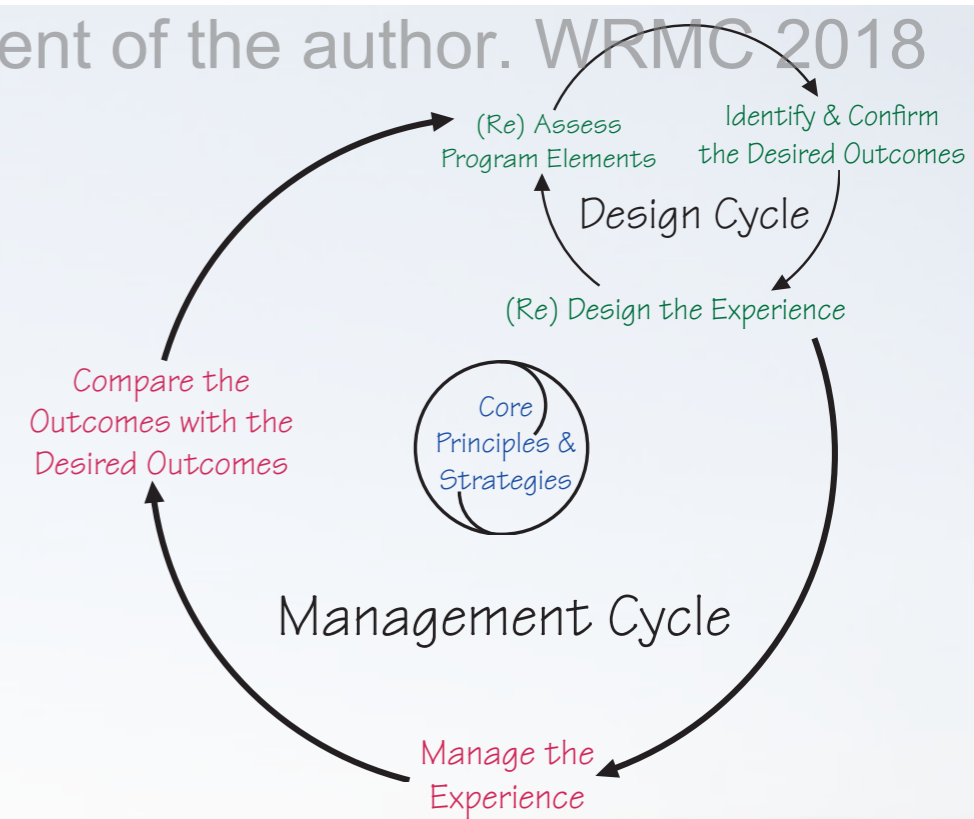 ent of the author. WRMC 2018
(Re) Assess
Program Elements
Identify & Confirm
the Desired Outcomes
Design Cycle
(Re) Design the Experience
Compare the
Outcomes with the
Desired Outcomes
Core
Principles &
Strategies
Management Cycle
Manage the
Experience